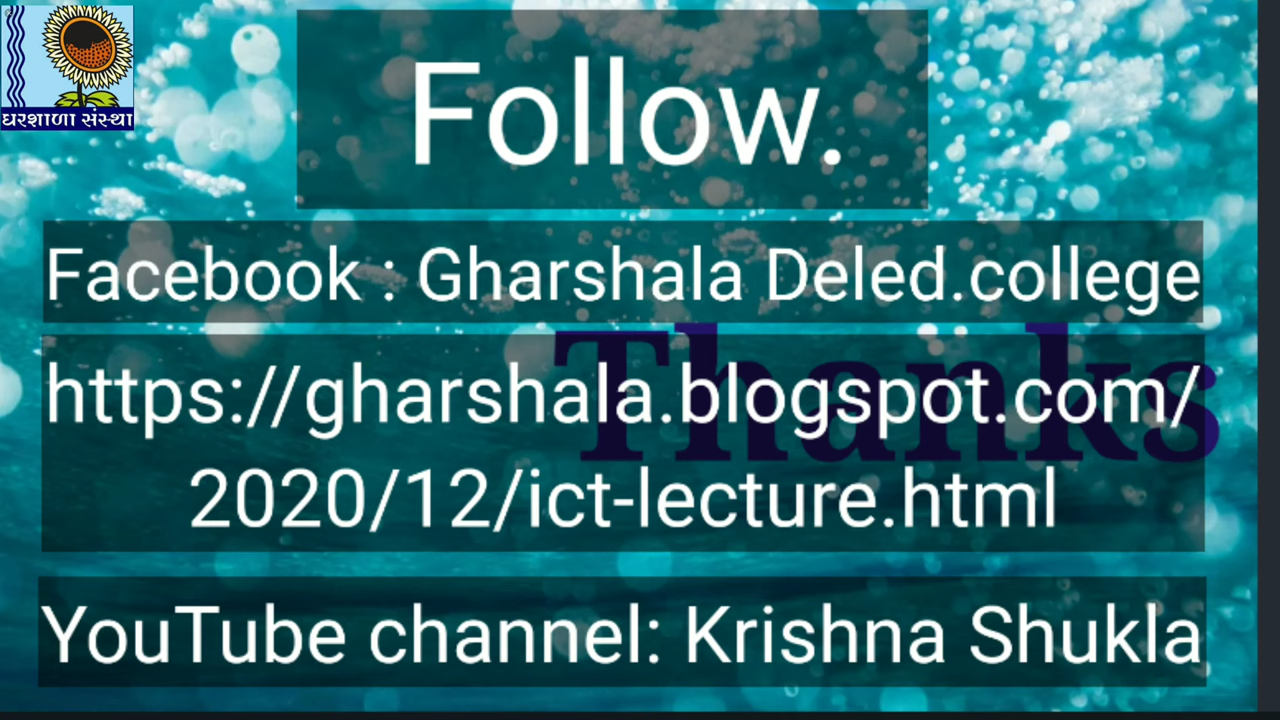 ઘરશાળા સંસ્થા
Follow.
Facebook : Gharshala Deled.college
Thanks
https://gharshala.blogspot.com/
2020/12/ict-lecture.html
YouTube channel: Krishna Shukla